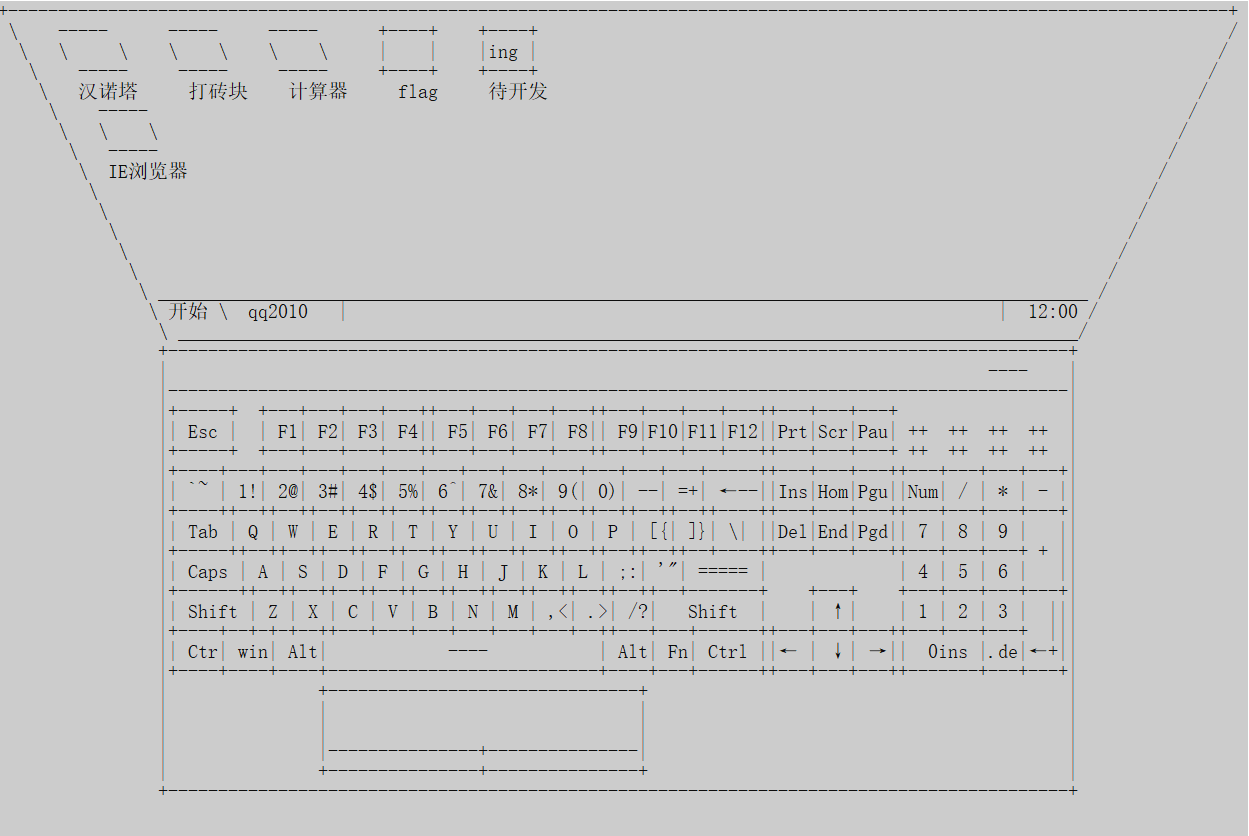 ing
汉诺塔 打砖块 计算器 flag 待开发
IE浏览器
开始 \ qq2010 12:00
Esc F1 F2 F3 F4 F5 F6 F7 F8 F9 F10 F11 F12 Prt Scr Pau ++ ++ ++ ++
++ ++ ++ ++
`~ 1! 2@ 3# 4$ 5% 6^ 7& 8* 9( 0) -- =+ ←-- Ins Hom Pgu Num / * -
Tab Q W E R T Y U I O P [{ ]} \ Del End Pgd 7 8 9
+
Caps A S D F G H J K L ;: '" ===== 4 5 6
Shift Z X C V B N M ,< .> /? Shift ↑ 1 2 3
Ctr win Alt ---- Alt Fn Ctrl ← ↓ → 0ins .de ←+